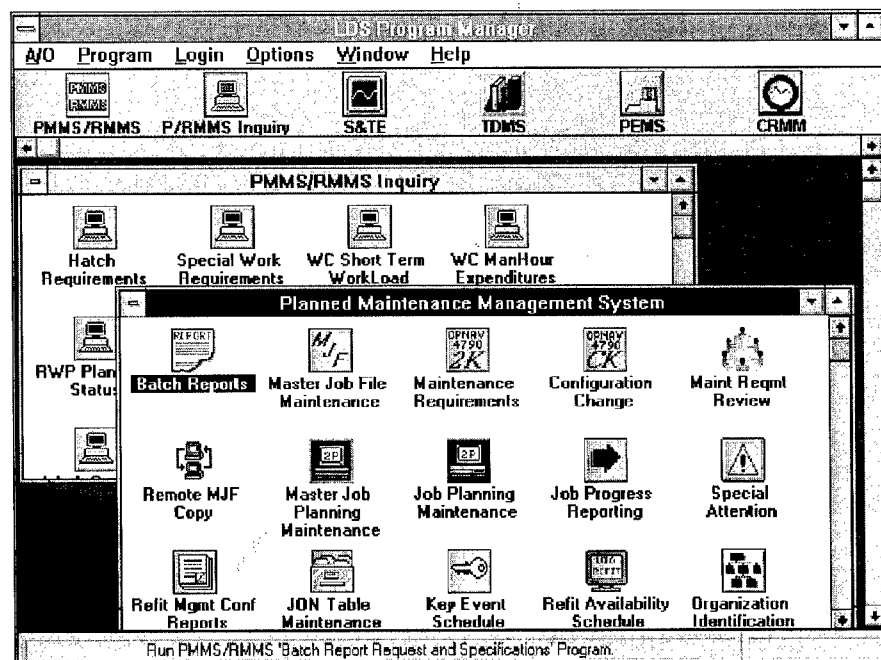 LDS Program Manager
A/O Program Login Options Window Help
PMMS
RMMS
PMMS/RMMS P/RMMS Inquiry S&TE TDMS PEMS CRMM
PMMS/RMMS Inquiry
Hatch Requirements
Special Work Requirements
WC Short Term WorkLoad
WC ManHour Expenditures
RWP Plan
Status
Planned Maintenance Management System
REPORT
Batch Reports
MJF
Master Job File
Maintenance
OPNAV
4790
2K
Maintenance
Requirements
OPNAV
4790
CK
Configuration
Change
Maint Reqmt
Review
Remote MJF
Copy
2P
Master Job
Planning
Maintenance
2P
Job Planning
Maintenance
Job Progress
Reporting
Special
Attention
Refit Mgmt Conf
Reports
JON Table
Maintenance
Key Event
Schedule
Refit Availability
Schedule
Organization
Identification
Run PMMS/RMMS 'Batch Report Request and Specifications' Program.